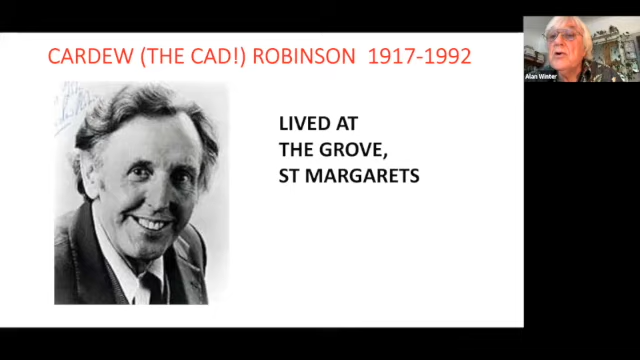 CARDEW (THE CAD!) ROBINSON 1917-1992
LIVED AT
THE GROVE,
ST MARGARETS
Alan Winter